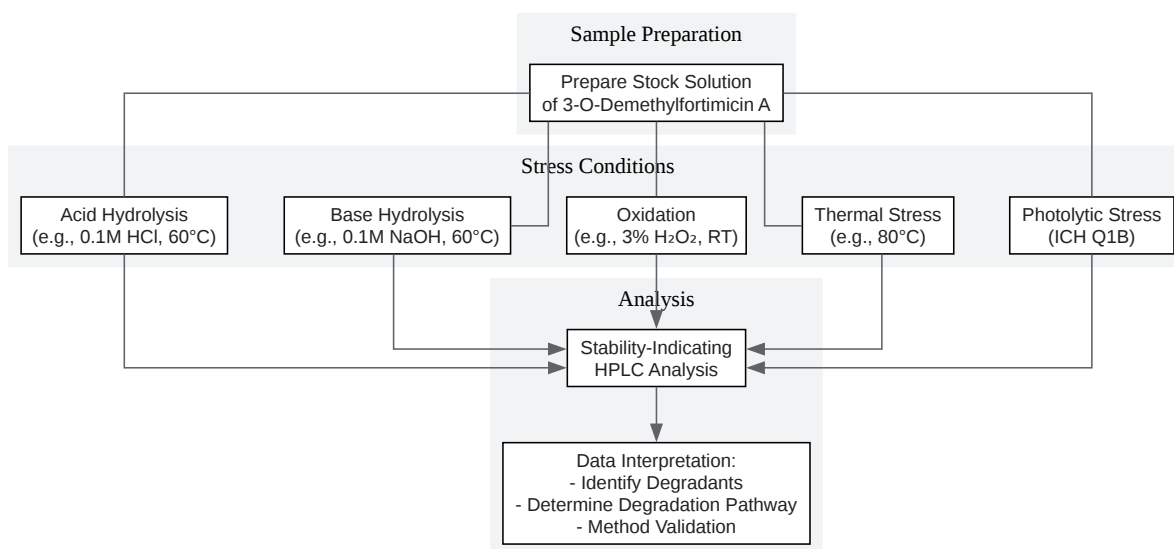 Sample Preparation
Prepare Stock Solution
of 3-O-Demethylfortimicin A
Stress Conditions
Acid Hydrolysis
(e.g., 0.1M HCl, 60°C)
Base Hydrolysis
(e.g., 0.1M NaOH, 60°C)
Oxidation
(e.g., 3% H₂O₂, RT)
Thermal Stress
(e.g., 80°C)
Photolytic Stress
(ICH Q1B)
Analysis
Stability-Indicating
HPLC Analysis
Data Interpretation:
- Identify Degradants
- Determine Degradation Pathway
- Method Validation